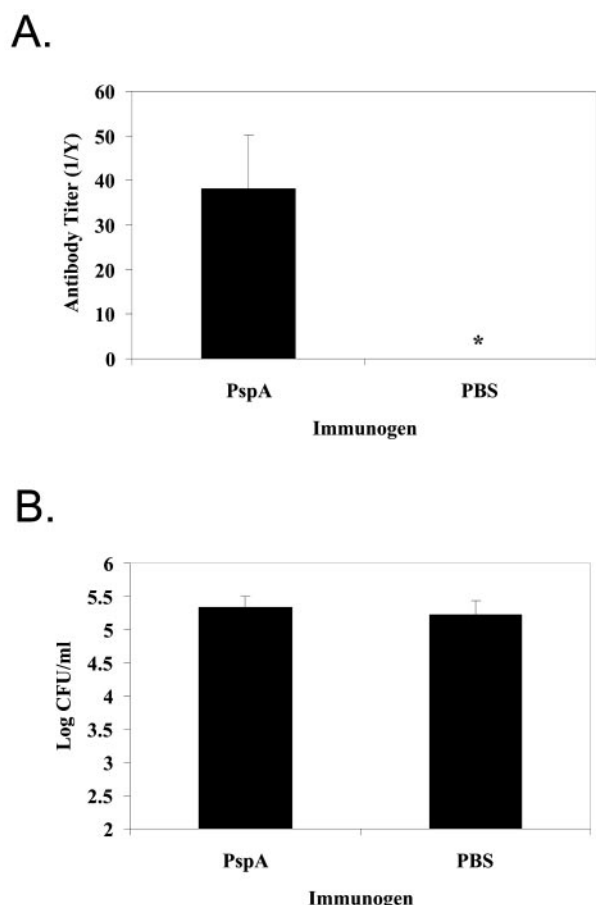 A.
60
50
40
30
20
10
0
Antibody Titer (1/Y)
*
PspA PBS
Immunogen
B.
6
5.5
5
4.5
4
3.5
3
2.5
2
Log CFU/ml
PspA PBS
Immunogen